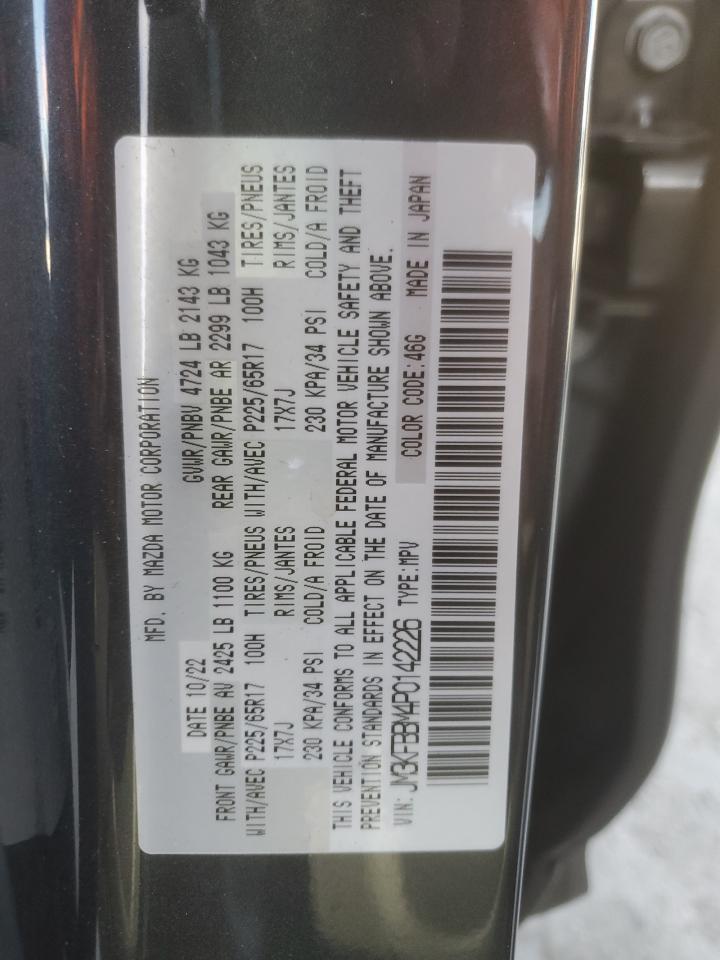 MFD. BY MAZDA MOTOR CORPORATION
DATE 10/22 GVWR/PNBV 4724 LB 2143 KG
FRONT GAWR/PNBE AV 2425 LB 1100 KG REAR GAWR/PNBE AR 2299 LB 1043 KG
WITH/AVEC P225/65R17 100H TIRES/PNEUS WITH/AVEC P225/65R17 100H TIRES/PNEUS
17X7J RIMS/JANTES 17X7J RIMS/JANTES
230 KPA/34 PSI COLD/A FROID 230 KPA/34 PSI COLD/A FROID
THIS VEHICLE CONFORMS TO ALL APPLICABLE FEDERAL MOTOR VEHICLE SAFETY AND THEFT
PREVENTION STANDARDS IN EFFECT ON THE DATE OF MANUFACTURE SHOWN ABOVE.
VIN: JM3KFBBM4P0142226 TYPE:MPV COLOR CODE:46G MADE IN JAPAN